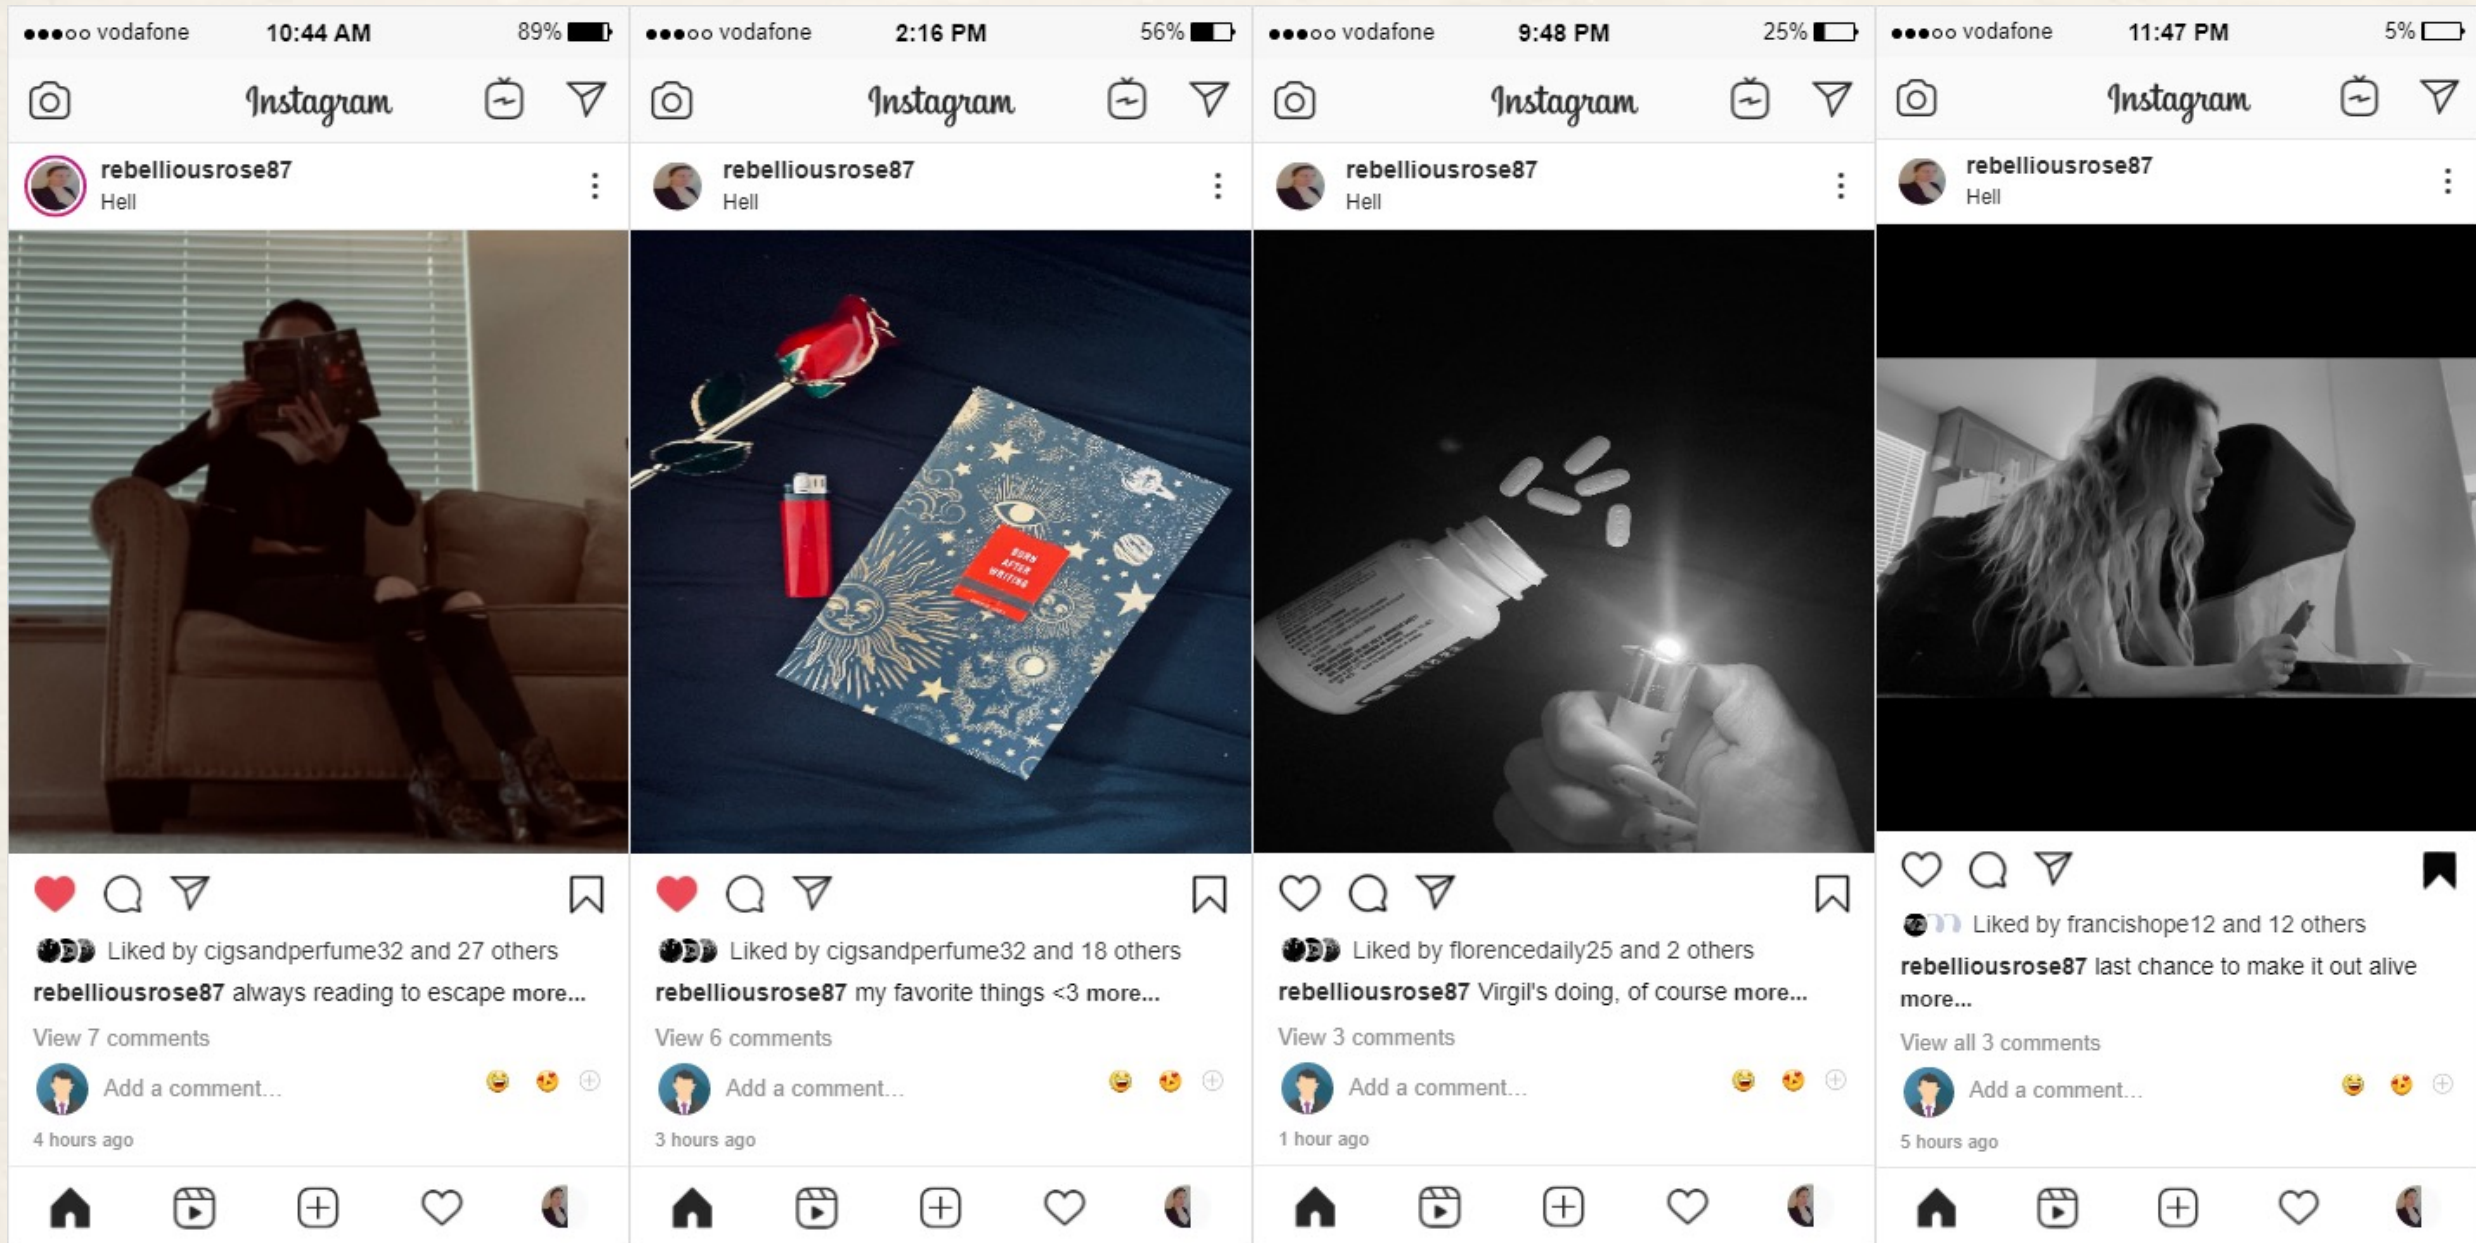 vodafone 10:44 AM 89%
Instagram
rebelliousrose87
Hell
Liked by cigsandperfume32 and 27 others
rebelliousrose87 always reading to escape more...
View 7 comments
Add a comment...
4 hours ago
vodafone 2:16 PM 56%
Instagram
rebelliousrose87
Hell
BURN
AFTER
WRITING
Liked by cigsandperfume32 and 18 others
rebelliousrose87 my favorite things <3 more...
View 6 comments
Add a comment...
3 hours ago
vodafone 9:48 PM 25%
Instagram
rebelliousrose87
Hell
Liked by florencedaily25 and 2 others
rebelliousrose87 Virgil's doing, of course more...
View 3 comments
Add a comment...
1 hour ago
vodafone 11:47 PM 5%
Instagram
rebelliousrose87
Hell
Liked by francishope12 and 12 others
rebelliousrose87 last chance to make it out alive
more...
View all 3 comments
Add a comment...
5 hours ago